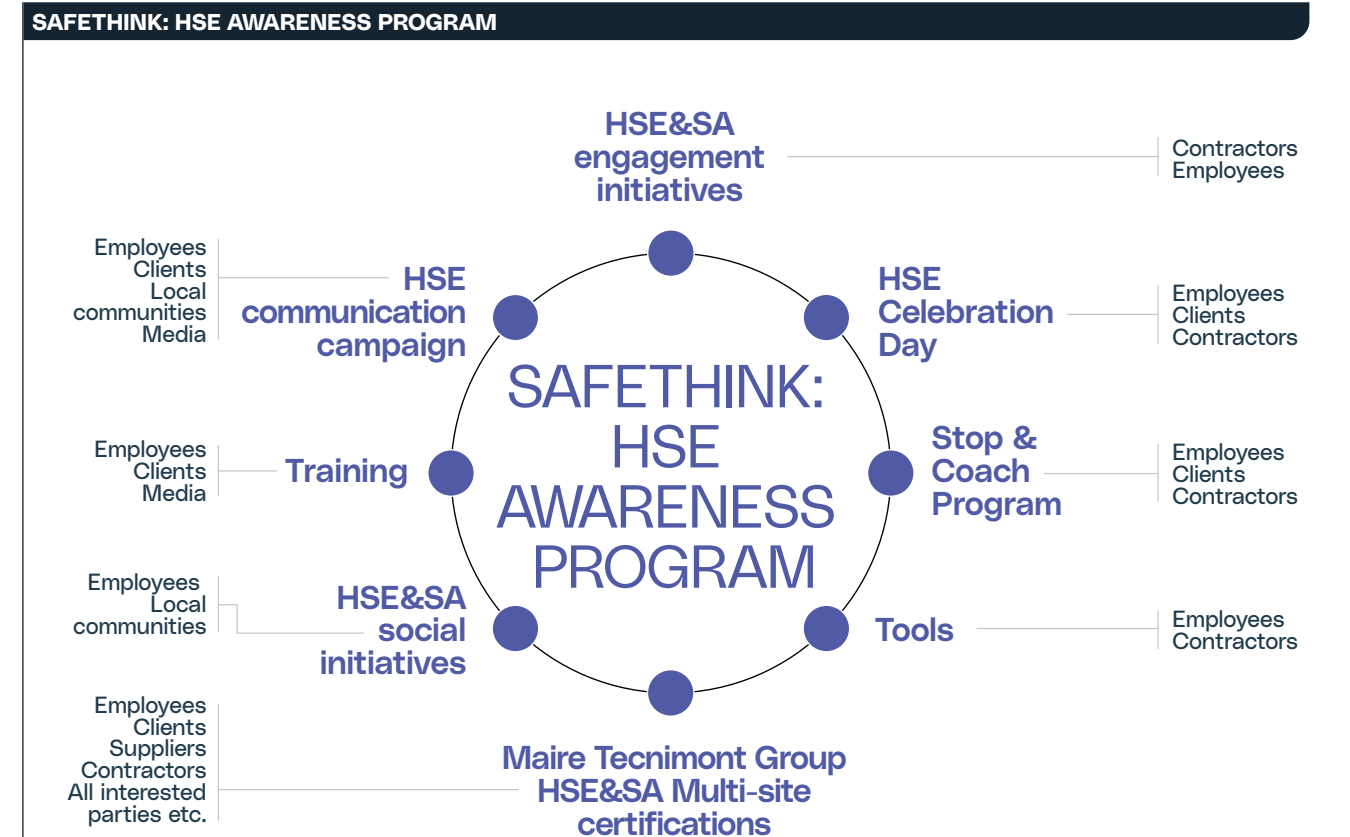 SAFETHINK: HSE AWARENESS PROGRAM
HSE&SA
engagement
initiatives
Contractors
Employees
Employees
Clients
Local
communities
Media
HSE
communication
campaign
HSE
Celebration
Day
Employees
Clients
Contractors
SAFETHINK:
HSE
AWARENESS
PROGRAM
Employees
Clients
Media
Training
Stop &
Coach
Program
Employees
Clients
Contractors
Employees
Local
communities
HSE&SA
social
initiatives
Tools
Employees
Contractors
Employees
Clients
Suppliers
Contractors
All interested
parties etc.
Maire Tecnimont Group
HSE&SA Multi-site
certifications